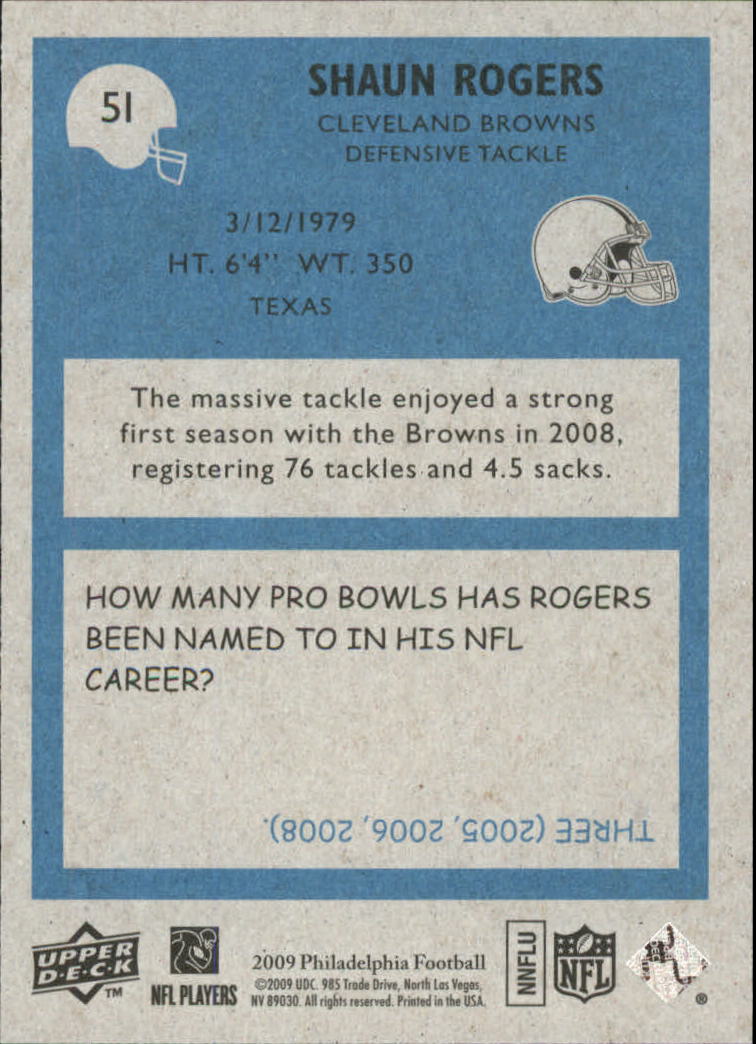 51
SHAUN ROGERS
CLEVELAND BROWNS
DEFENSIVE TACKLE
3/12/1979
HT. 6'4" WT. 350
TEXAS
The massive tackle enjoyed a strong
first season with the Browns in 2008,
registering 76 tackles and 4.5 sacks.
HOW MANY PRO BOWLS HAS ROGERS
BEEN NAMED TO IN HIS NFL
CAREER?
THREE (2005, 2006, 2008).
UPPER
D·E·C·K
TM
NFL PLAYERS
2009 Philadelphia Football
©2009 UDC. 985 Trade Drive, North Las Vegas,
NV 89030. All rights reserved. Printed in the USA.
NNFLU
NFL
®